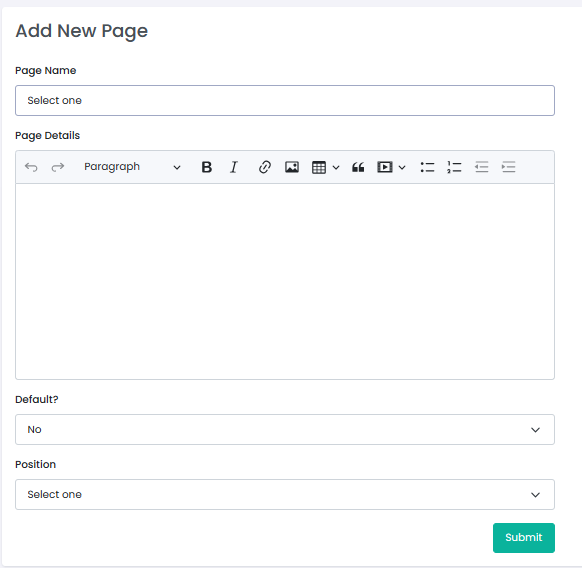 Add New Page
Page Name
Select one
Page Details
Paragraph
B I
Default?
No
Position
Select one
Submit